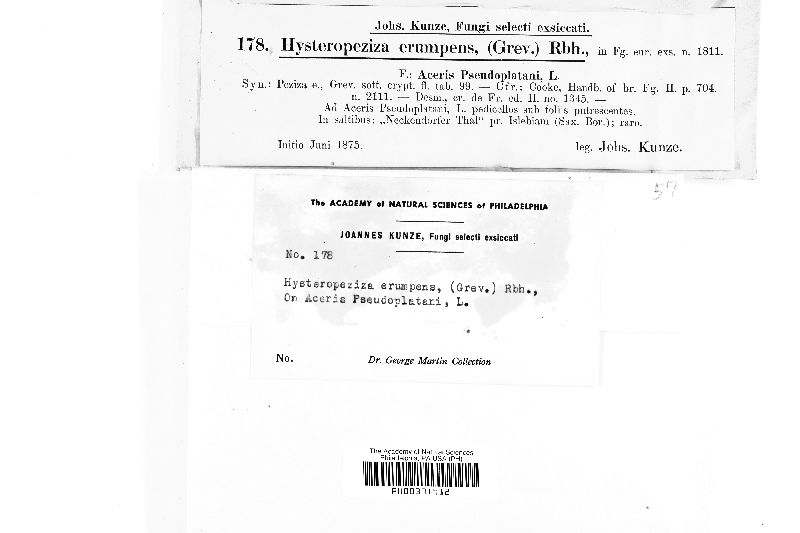 Johs. Kunze, Fungi selecti exsiccati.
178. Hysteropeziza erumpens, (Grev.) Rbh., in Fg. eur. exs. n. 1811.
F.: Aceris Pseudoplatani, L.
Syn.: Peziza e., Grev. sott. crypt. fl. tab. 99. — Cfr.: Cooke, Handb. of br. Fg. II. p. 704.
n. 2111. — Desm., cr. de Fr. ed. II. no. 1345. —
Ad Aceris Pseudoplatani, L. pedicellos sub foliis putrescentes.
In saltibus: „Neckendorfer Thal“ pr. Islebiam (Sax. Bor.); raro.
Initio Juni 1875. leg. Johs. Kunze.
57
The ACADEMY of NATURAL SCIENCES of PHILADELPHIA
JOANNES KUNZE, Fungi selecti exsiccati
No. 178
Hysteropeziza erumpens, (Grev.) Rbh.,
On Aceris Pseudoplatani, L.
No. Dr. George Martin Collection
The Academy of Natural Sciences
Philadelphia, PA USA (PH)